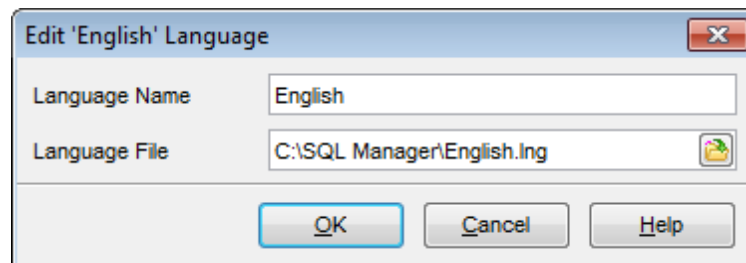 Edit 'English' Language
Language Name English
Language File C:\SQL Manager\English.lng
OK Cancel Help